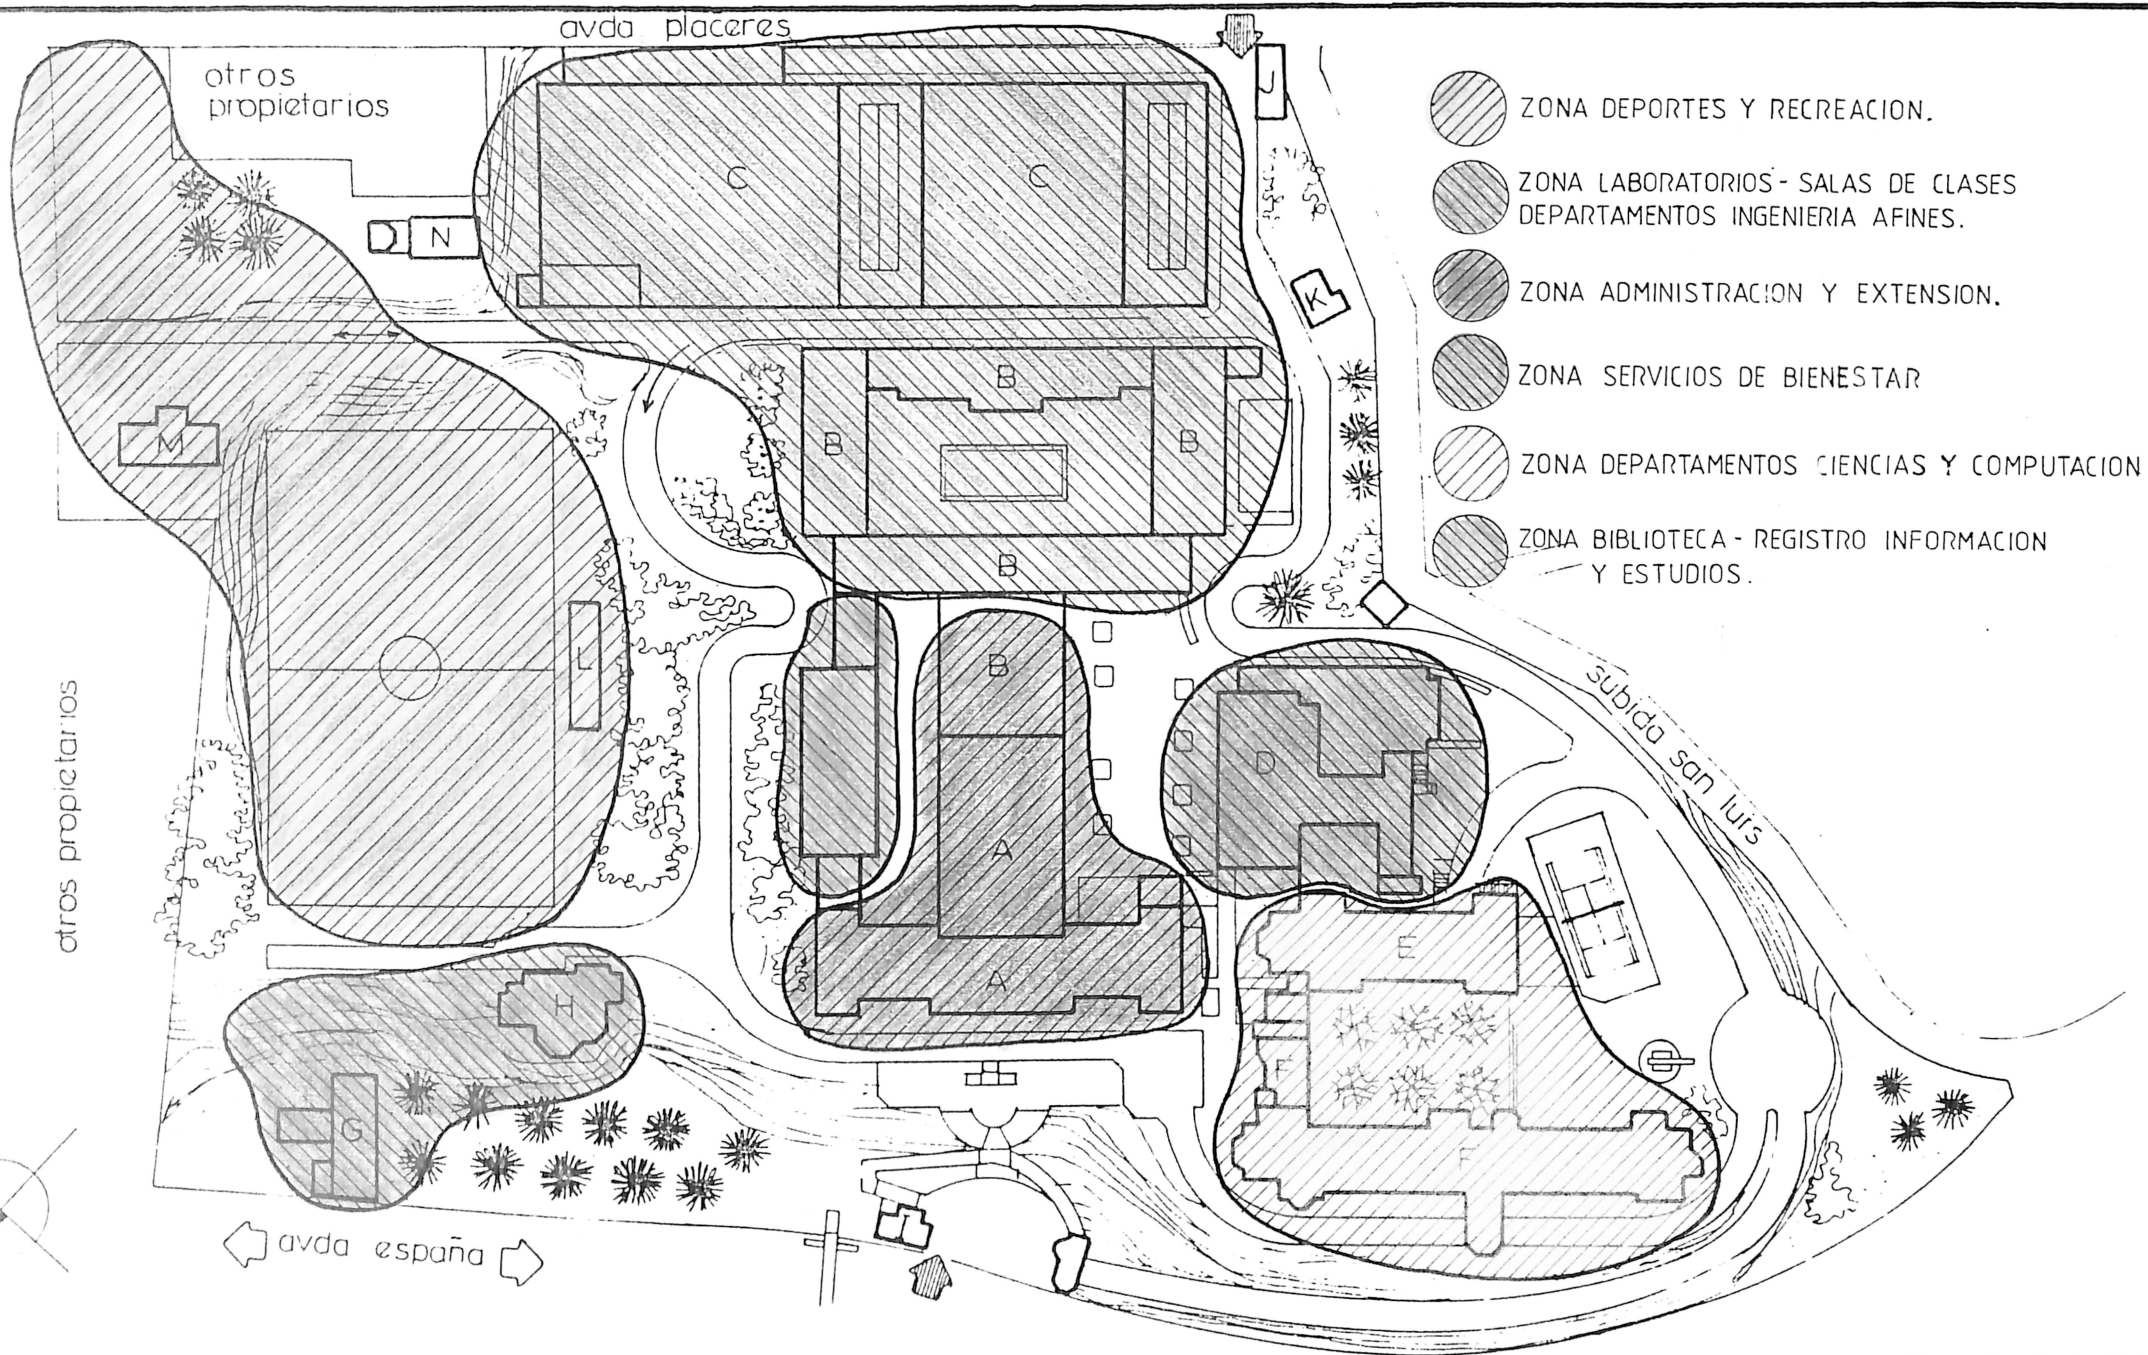 avda placeres
otros
propietarios
J
C
C
N
K
B
B
B
M
B
L
B
D
A
E
A
H
F
G
F
I
otros propietarios
subida san luis
avda españa
ZONA DEPORTES Y RECREACION.
ZONA LABORATORIOS - SALAS DE CLASES
DEPARTAMENTOS INGENIERIA AFINES.
ZONA ADMINISTRACION Y EXTENSION.
ZONA SERVICIOS DE BIENESTAR
ZONA DEPARTAMENTOS CIENCIAS Y COMPUTACION
ZONA BIBLIOTECA - REGISTRO INFORMACION
Y ESTUDIOS.